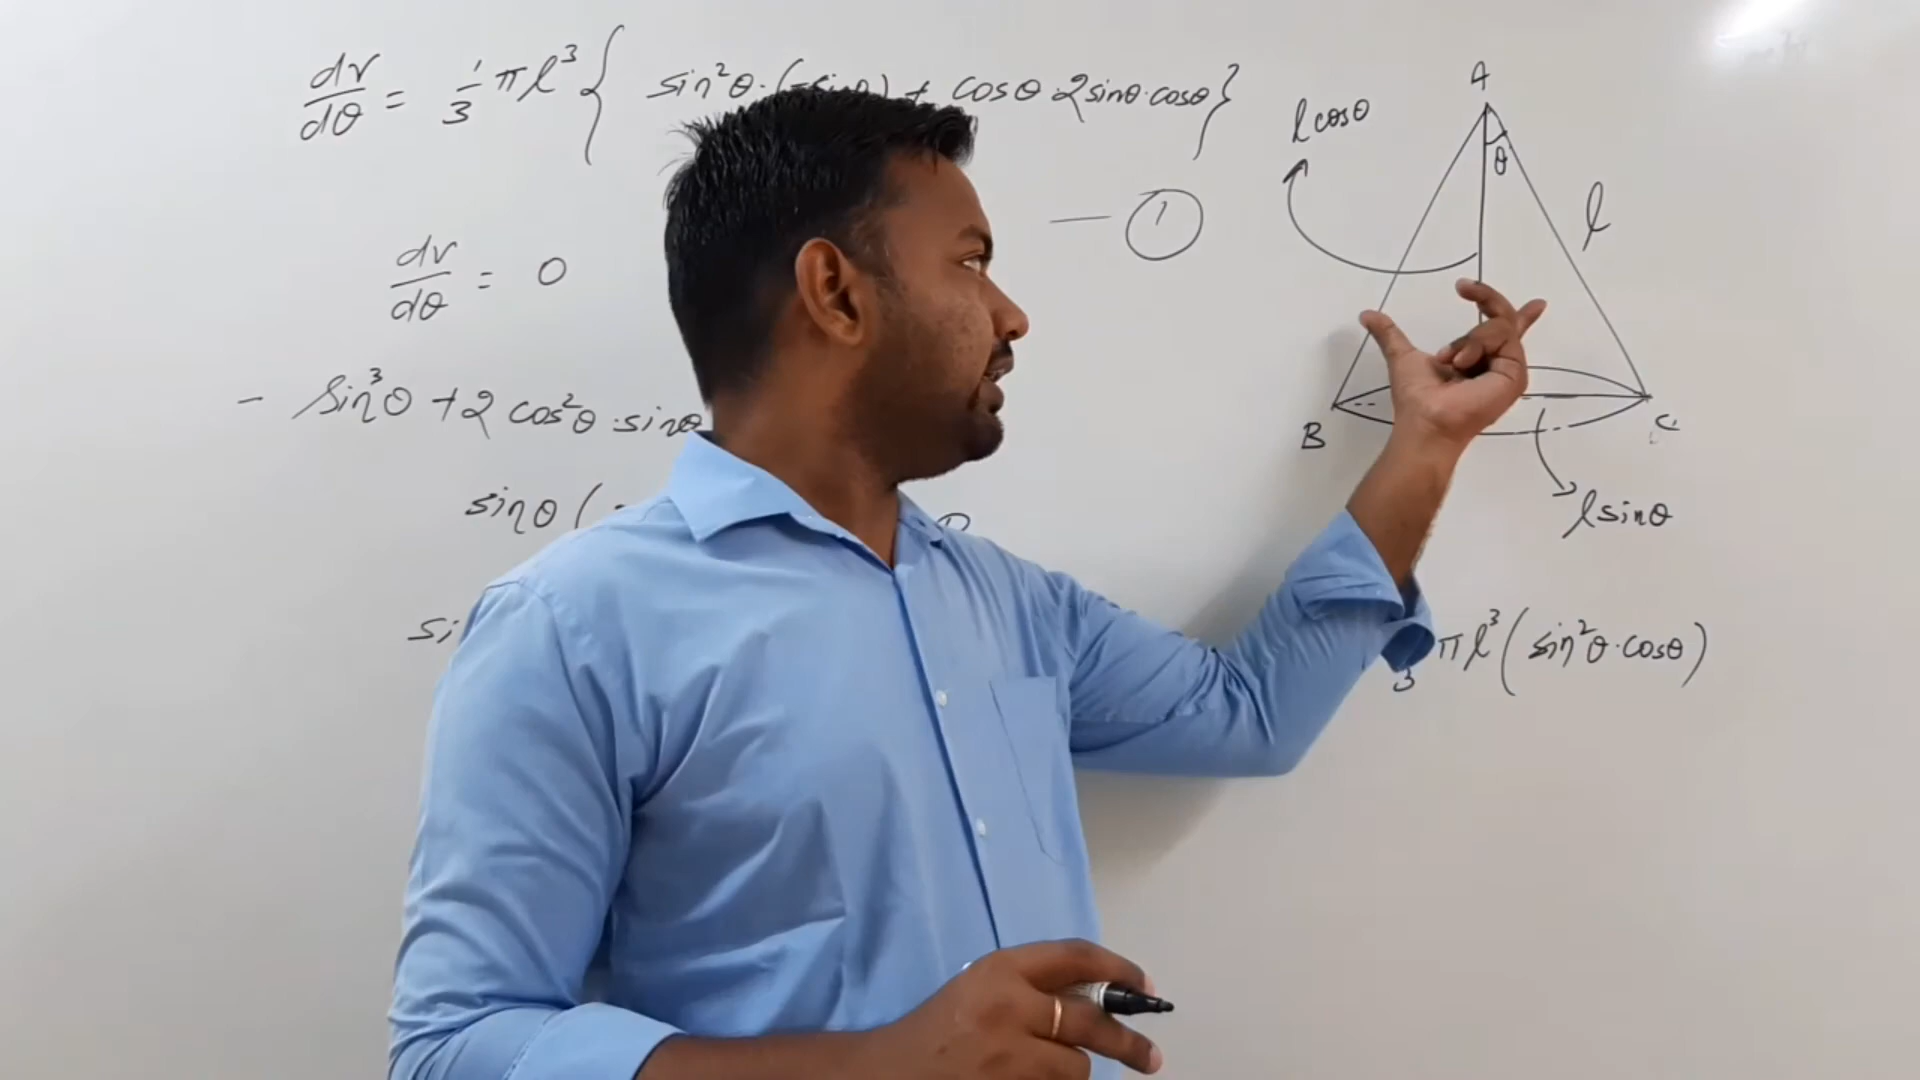 dv/dθ = 1/3 πl³ { sin²θ·(-sinθ) + cosθ·2sinθ·cosθ}
— ①
dv/dθ = 0
- sin³θ + 2 cos²θ·sinθ
sinθ (
A
θ
lcosθ
l
B
C
lsinθ
3 πl³ (sin²θ·cosθ)